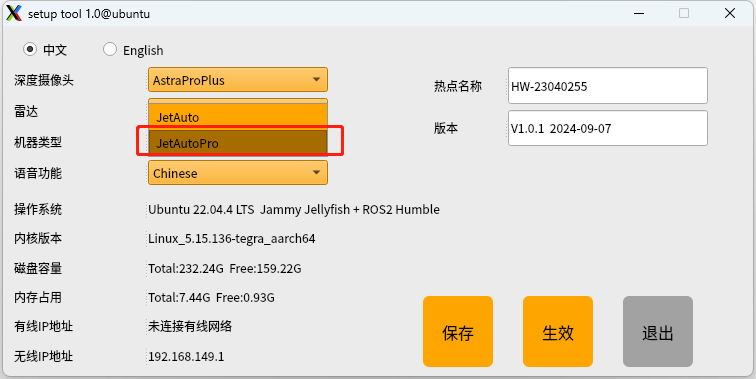 setup tool 1.0@ubuntu
中文
English
深度摄像头
AstraProPlus
热点名称
HW-23040255
雷达
JetAuto
版本
V1.0.1 2024-09-07
机器类型
JetAutoPro
语音功能
Chinese
操作系统
Ubuntu 22.04.4 LTS Jammy Jellyfish + ROS2 Humble
内核版本
Linux_5.15.136-tegra_aarch64
磁盘容量
Total:232.24G Free:159.22G
内存占用
Total:7.44G Free:0.93G
有线IP地址
未连接有线网络
无线IP地址
192.168.149.1
保存
生效
退出